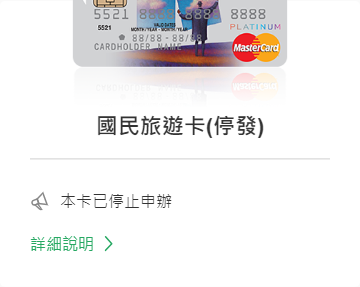 5521 8888 888 8888
5521
VALID DATES
MONTH/YEAR - MONTH/YEAR
88/88 - 88/88
CARDHOLDER NAME
PLATINUM
MasterCard
國民旅遊卡(停發)
本卡已停止申辦
詳細說明